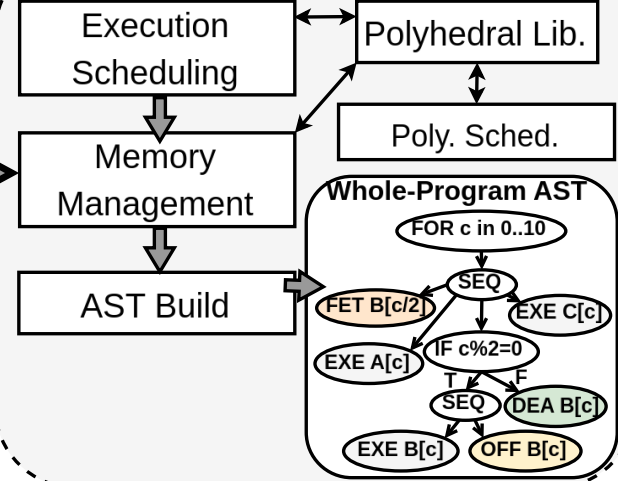 Execution
Scheduling
Polyhedral Lib.
Poly. Sched.
Memory
Management
AST Build
Whole-Program AST
FOR c in 0..10
SEQ
FET B[c/2]
EXE C[c]
EXE A[c]
IF c%2=0
T
F
SEQ
DEA B[c]
EXE B[c]
OFF B[c]